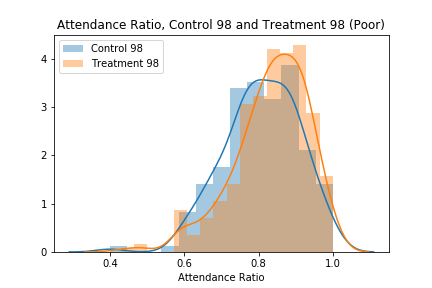 Attendance Ratio, Control 98 and Treatment 98 (Poor)
Control 98
Treatment 98
4
3
2
1
0
0.4 0.6 0.8 1.0
Attendance Ratio